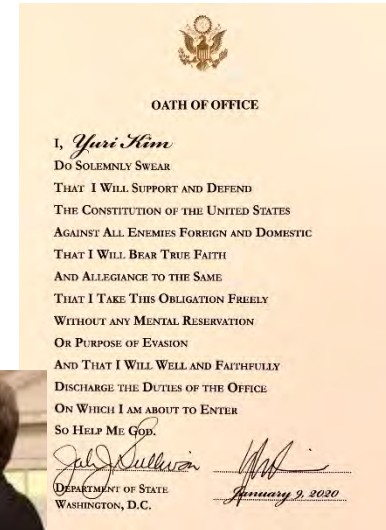 OATH OF OFFICE
I, Yuri Kim
DO SOLEMNLY SWEAR
THAT I WILL SUPPORT AND DEFEND
THE CONSTITUTION OF THE UNITED STATES
AGAINST ALL ENEMIES FOREIGN AND DOMESTIC
THAT I WILL BEAR TRUE FAITH
AND ALLEGIANCE TO THE SAME
THAT I TAKE THIS OBLIGATION FREELY
WITHOUT ANY MENTAL RESERVATION
OR PURPOSE OF EVASION
AND THAT I WILL WELL AND FAITHFULLY
DISCHARGE THE DUTIES OF THE OFFICE
ON WHICH I AM ABOUT TO ENTER
SO HELP ME GOD.
John J Sullivan
DEPARTMENT OF STATE
WASHINGTON, D.C.
January 9, 2020